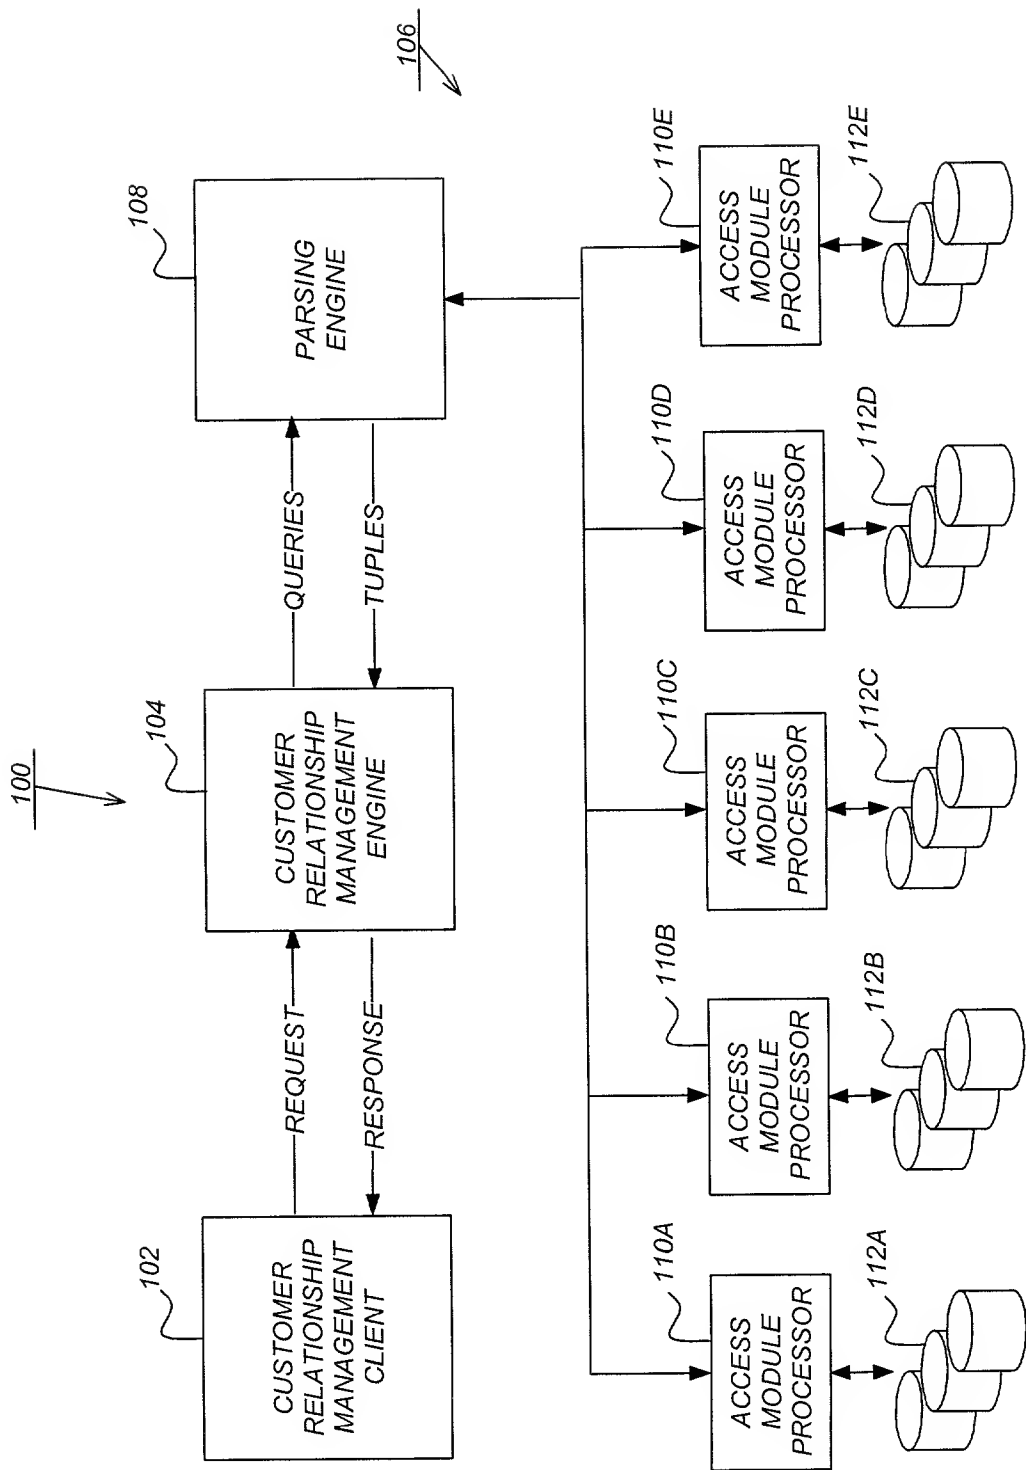 100
106
102
CUSTOMER
RELATIONSHIP
MANAGEMENT
CLIENT
REQUEST
RESPONSE
104
CUSTOMER
RELATIONSHIP
MANAGEMENT
ENGINE
QUERIES
TUPLES
108
PARSING
ENGINE
110A
ACCESS
MODULE
PROCESSOR
112A
110B
ACCESS
MODULE
PROCESSOR
112B
110C
ACCESS
MODULE
PROCESSOR
112C
110D
ACCESS
MODULE
PROCESSOR
112D
110E
ACCESS
MODULE
PROCESSOR
112E